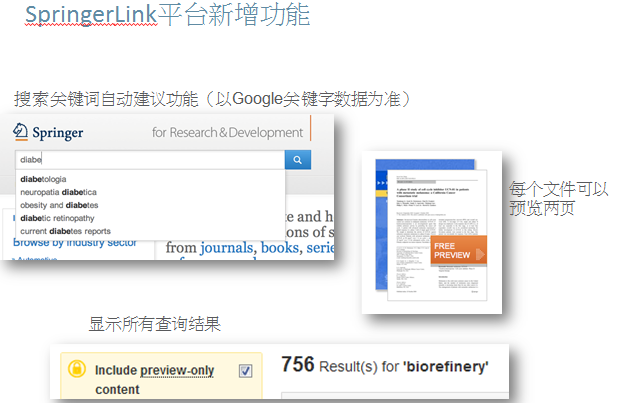 SpringerLink平台新增功能
搜索关键词自动建议功能（以Google关键字数据为准）
Springer
for Research & Development
diabe
diabetologia
neuropatia diabetica
obesity and diabetes
diabetic retinopathy
current diabetes reports
te and h
ons of s
Browse by industry sector
from journals, books, serie
Automotive
FREE
PREVIEW
每个文件可以
预览两页
显示所有查询结果
Include preview-only
content
756 Result(s) for 'biorefinery'